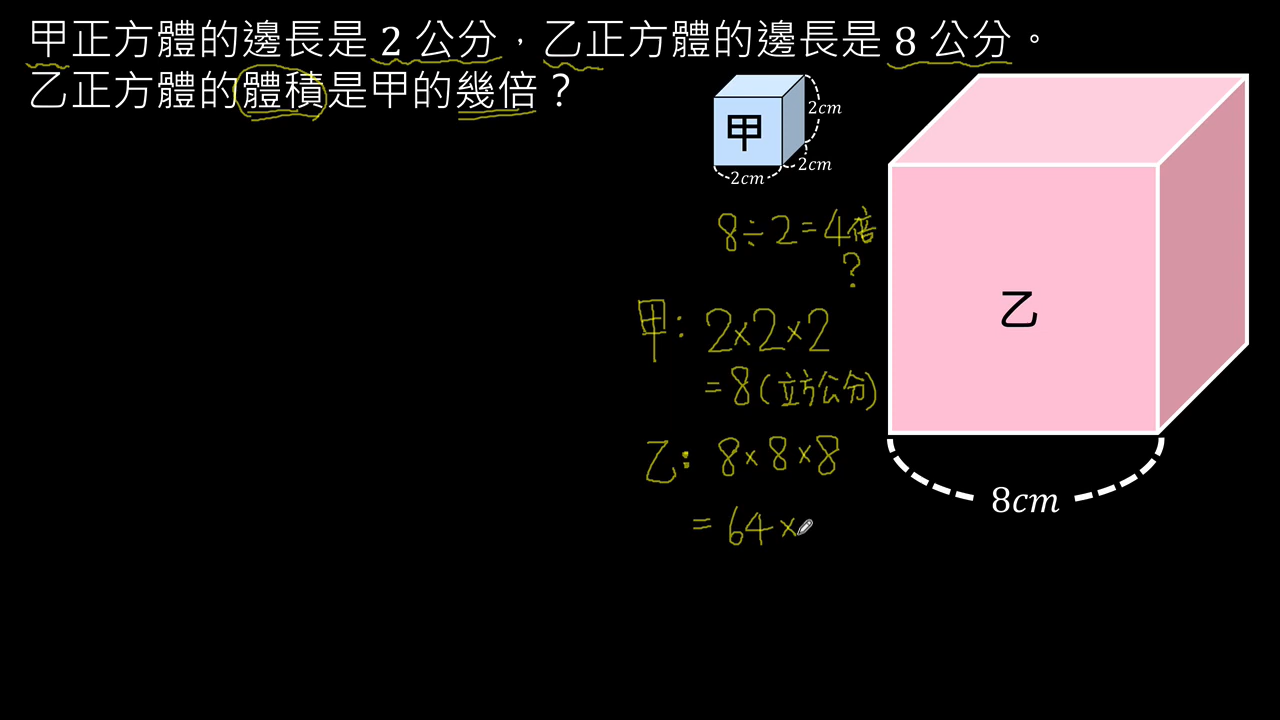 甲正方體的邊長是 2 公分，乙正方體的邊長是 8 公分。
乙正方體的體積是甲的幾倍？
甲
2cm
2cm
2cm
8÷2=4倍
?
甲：2×2×2
=8(立方公分)
乙：8×8×8
=64×
乙
8cm